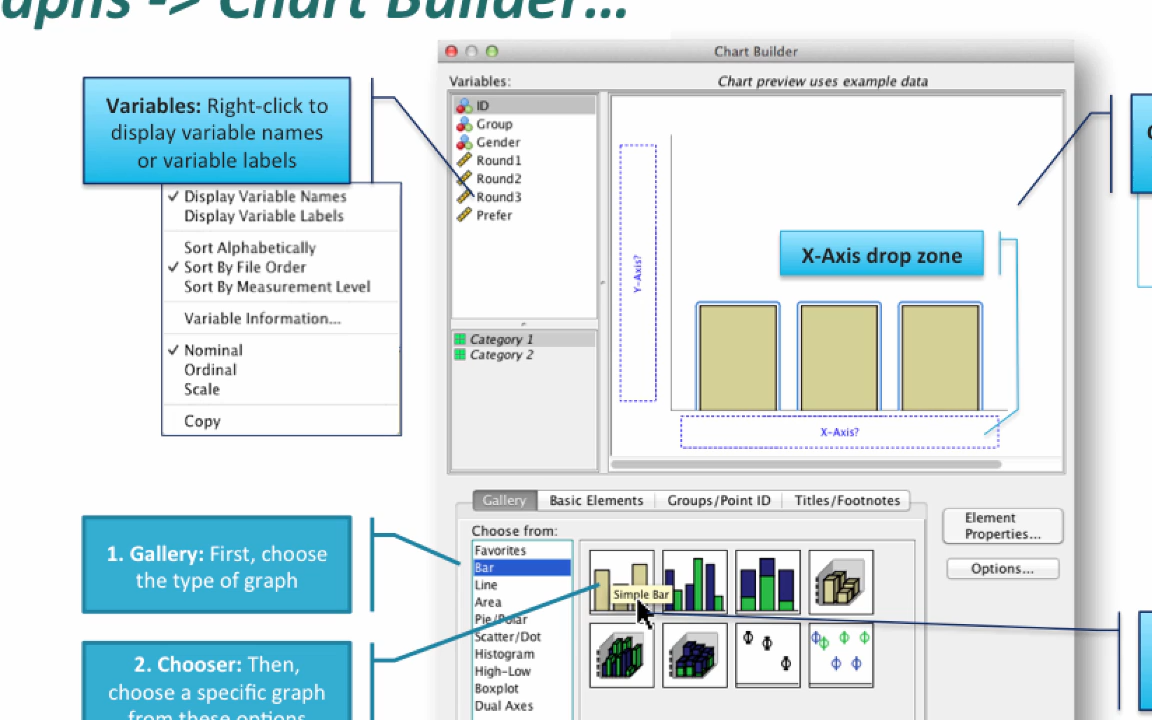 Graphs -> Chart Builder…
Chart Builder
Variables:
Chart preview uses example data
Variables: Right-click to
display variable names
or variable labels
ID
Group
Gender
Round1
Round2
Round3
Prefer
✓ Display Variable Names
Display Variable Labels
Sort Alphabetically
✓ Sort By File Order
Sort By Measurement Level
Variable Information...
✓ Nominal
Ordinal
Scale
Copy
Y-Axis?
X-Axis drop zone
Category 1
Category 2
X-Axis?
Gallery
Basic Elements
Groups/Point ID
Titles/Footnotes
Element
Properties...
Options...
1. Gallery: First, choose
the type of graph
Choose from:
Favorites
Bar
Line
Area
Pie/Polar
Scatter/Dot
Histogram
High-Low
Boxplot
Dual Axes
Simple Bar
2. Chooser: Then,
choose a specific graph
from these options